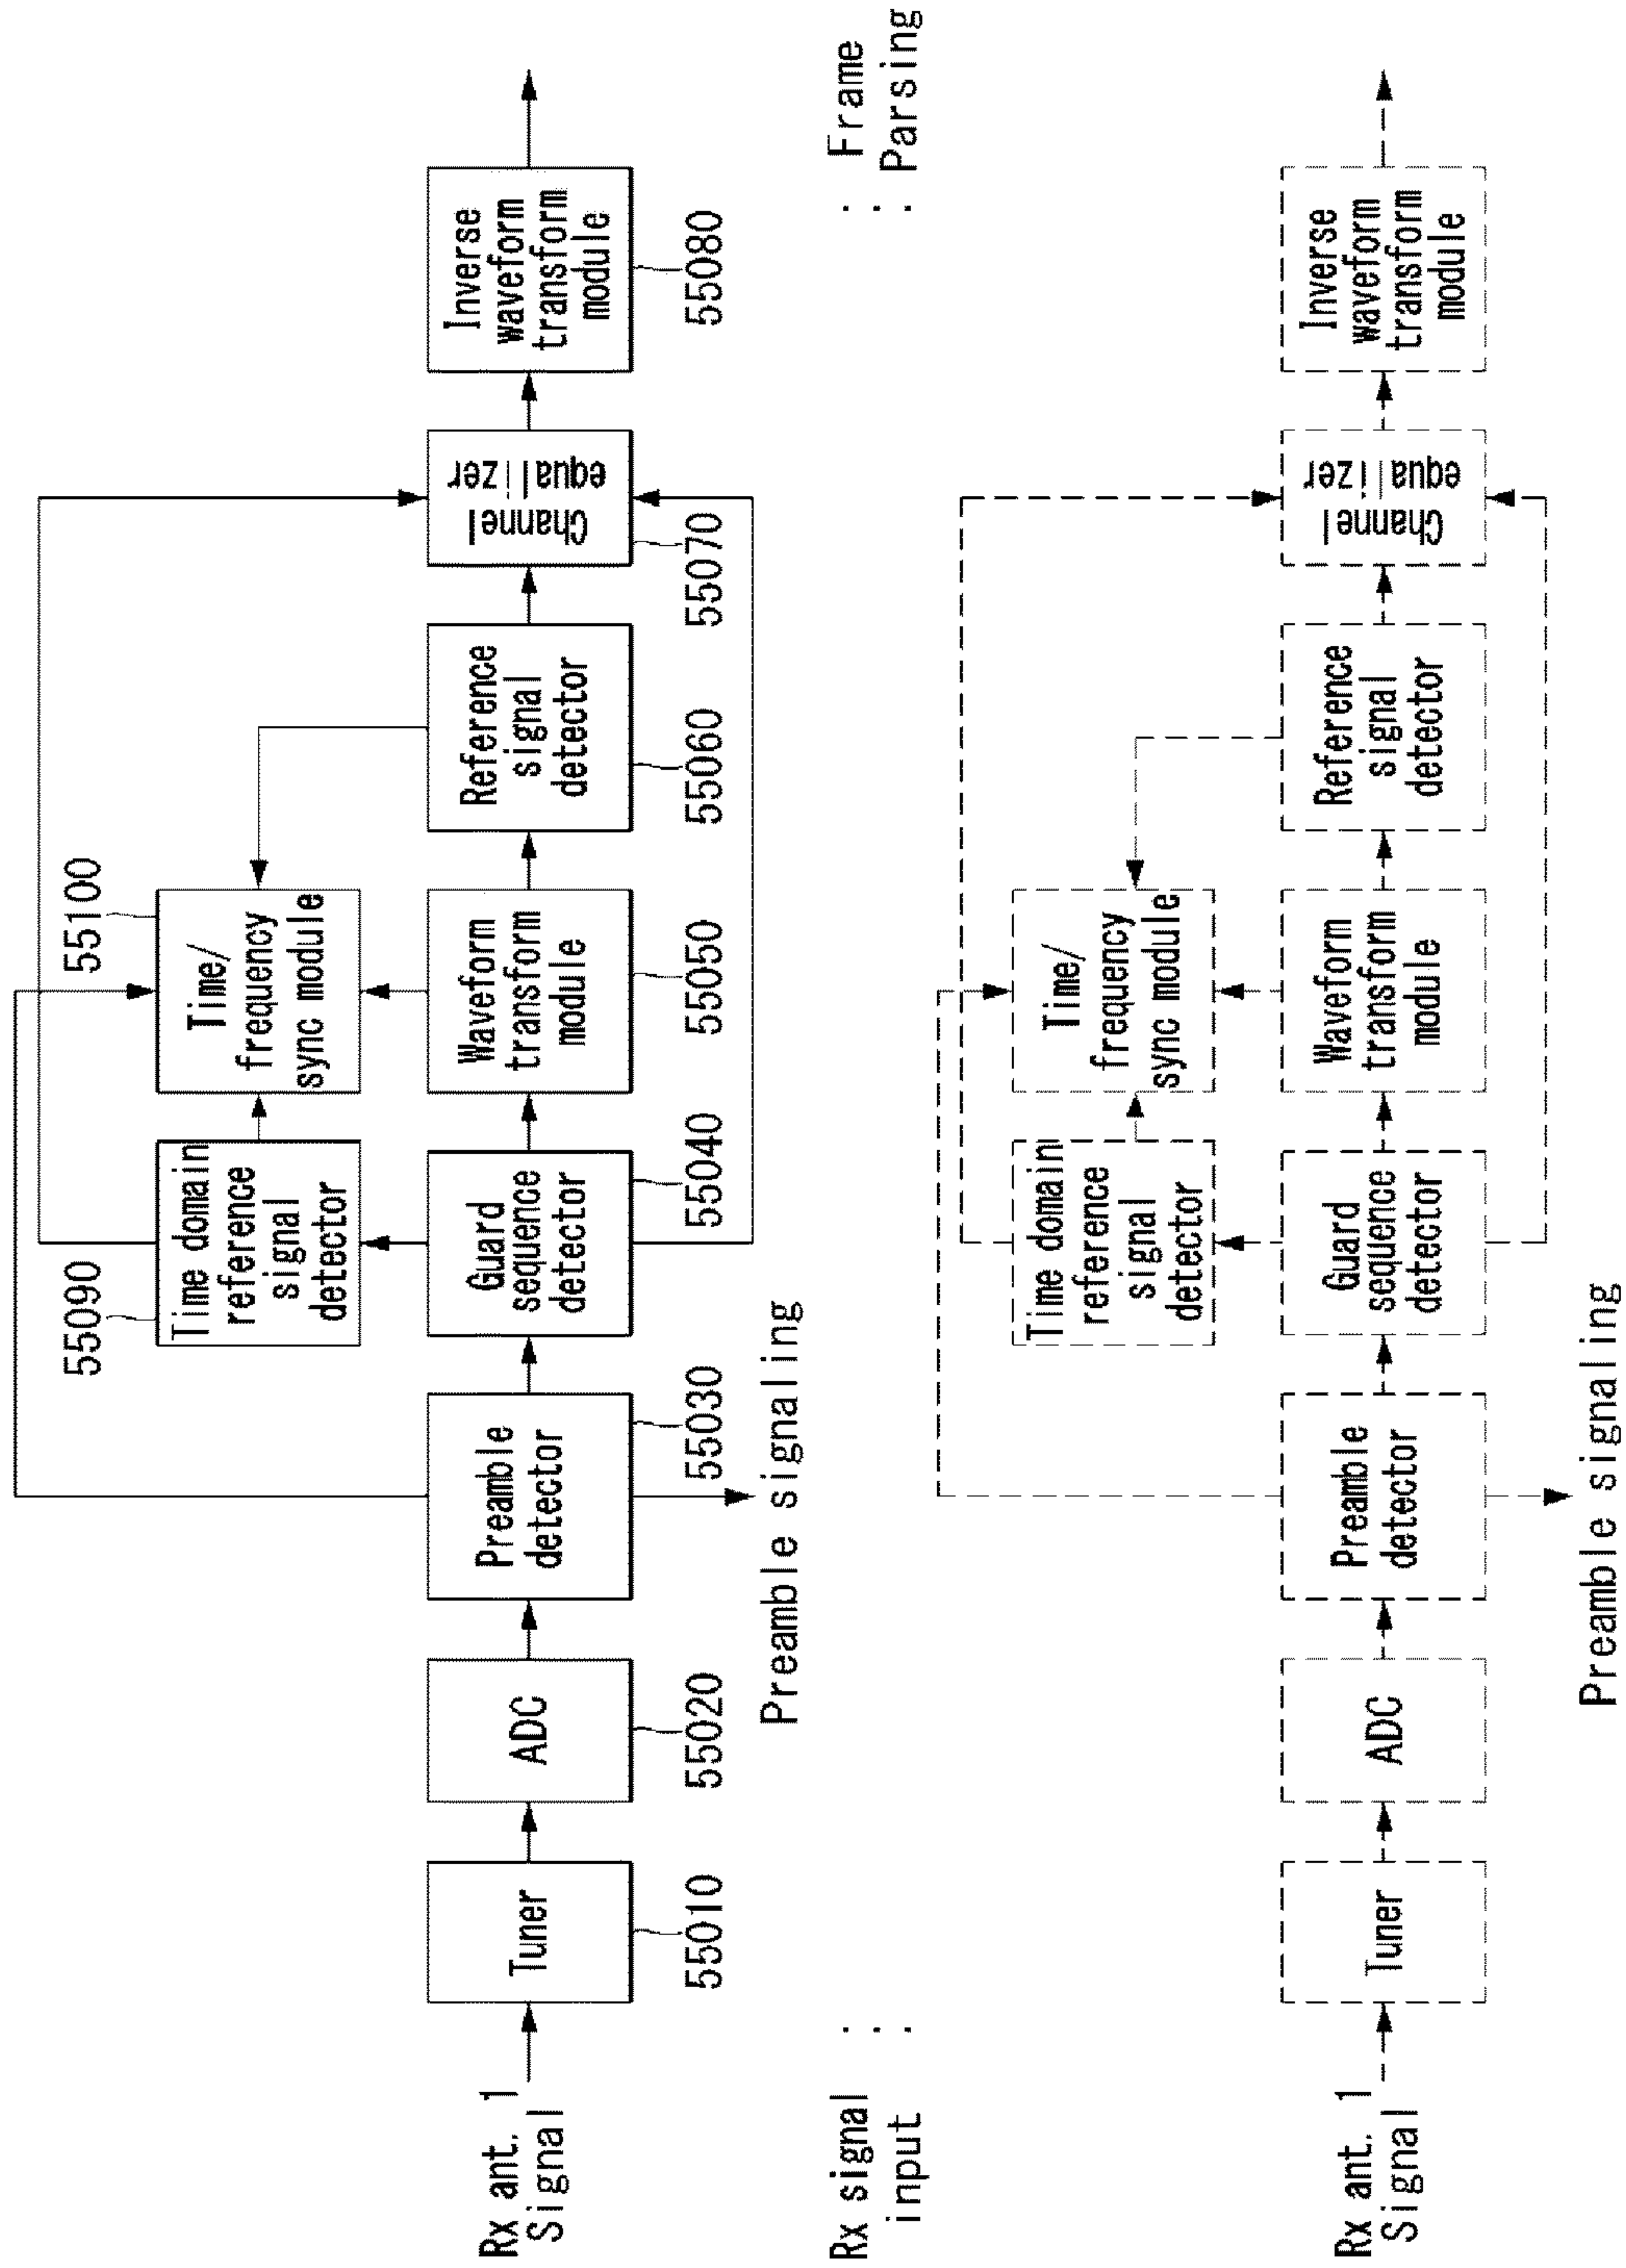 55100
55090
Time domain
reference
signal
detector
Time/
frequency
sync module
Rx ant. 1
Signal
Tuner
55010
ADC
55020
Preamble
detector
55030
Guard
sequence
detector
55040
Waveform
transform
module
55050
Reference
signal
detector
55060
Channel
equalizer
55070
Inverse
waveform
transform
module
55080
Preamble signaling
Rx signal
input
Frame
Parsing
Time domain
reference
signal
detector
Time/
frequency
sync module
Rx ant. 1
Signal
Tuner
ADC
Preamble
detector
Guard
sequence
detector
Waveform
transform
module
Reference
signal
detector
Channel
equalizer
Inverse
waveform
transform
module
Preamble signaling